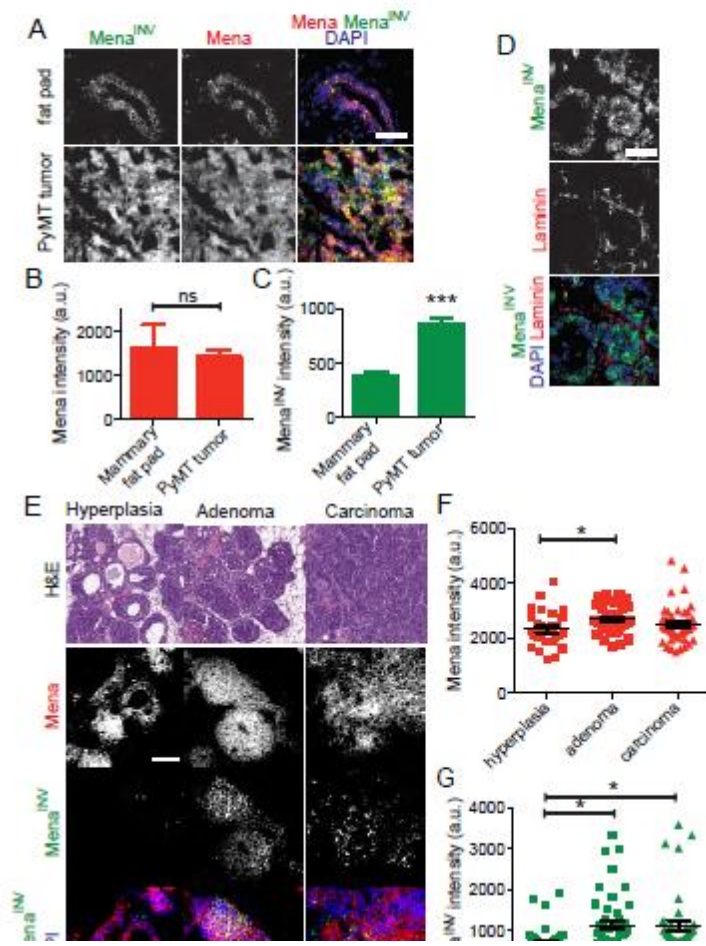 A
Mena^INV
Mena
Mena Mena^INV
DAPI
fat pad
PyMT tumor
B
Mena intensity (a.u.)
2000
1000
0
ns
Mammary
fat pad
PyMT tumor
C
Mena^INV intensity (a.u.)
1000
500
0
***
Mammary
fat pad
PyMT tumor
D
Mena^INV
Laminin
Mena^INV
DAPI Laminin
E
Hyperplasia
Adenoma
Carcinoma
H&E
Mena
Mena^INV
F
Mena intensity (a.u.)
6000
4000
2000
0
*
hyperplasia
adenoma
carcinoma
G
intensity (a.u.)
4000
3000
2000
1000
*
*